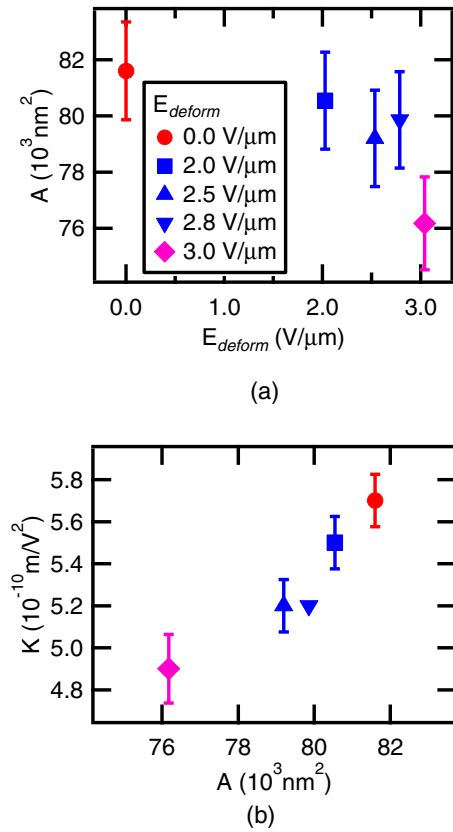 82
80
78
76
A (10³nm²)
E_deform
0.0 V/μm
2.0 V/μm
2.5 V/μm
2.8 V/μm
3.0 V/μm
0.0 1.0 2.0 3.0
E_deform (V/μm)
(a)
5.8
5.6
5.4
5.2
5.0
4.8
K (10⁻¹⁰m/V²)
76 78 80 82
A (10³nm²)
(b)